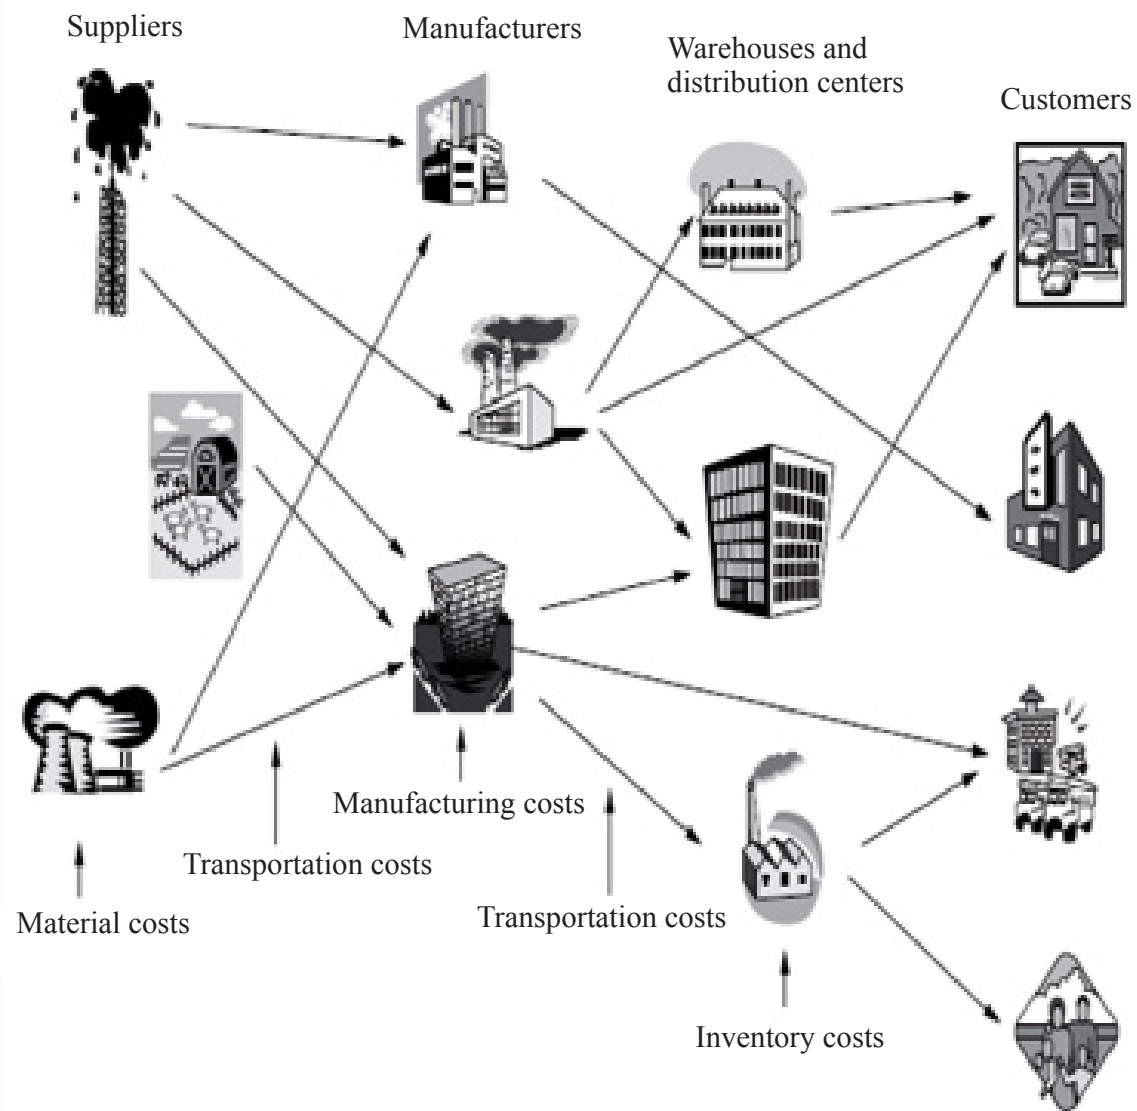 Suppliers
Manufacturers
Warehouses and
distribution centers
Customers
Manufacturing costs
Transportation costs
Transportation costs
Material costs
Inventory costs